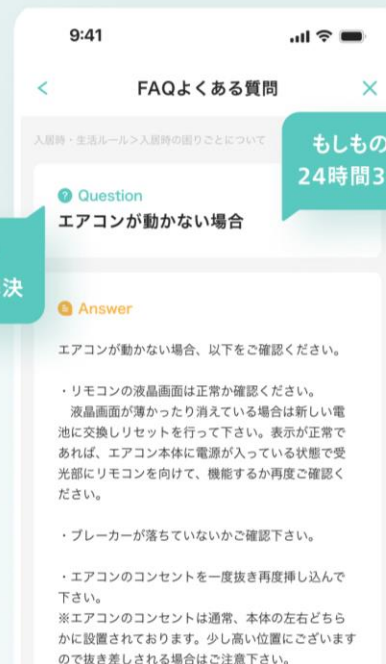 9:41
FAQよくある質問
入居時・生活ルール>入居時の困りごとについて
もしもの
24時間3
Question
エアコンが動かない場合
決
Answer
エアコンが動かない場合、以下をご確認ください。
・リモコンの液晶画面は正常か確認ください。
液晶画面が薄かったり消えている場合は新しい電
池に交換しリセットを行って下さい。表示が正常で
あれば、エアコン本体に電源が入っている状態で受
光部にリモコンを向けて、機能するか再度ご確認く
ださい。
・ブレーカーが落ちていないかご確認下さい。
・エアコンのコンセントを一度抜き再度挿し込んで
下さい。
※エアコンのコンセントは通常、本体の左右どちら
かに設置されております。少し高い位置にございます
ので抜き差しされる場合はご注意下さい。